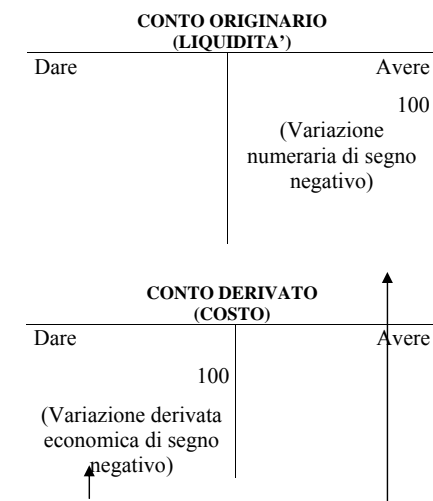 CONTO ORIGINARIO
(LIQUIDITA’)
Dare Avere
100
(Variazione
numeraria di segno
negativo)
CONTO DERIVATO
(COSTO)
Dare Avere
100
(Variazione derivata
economica di segno
negativo)